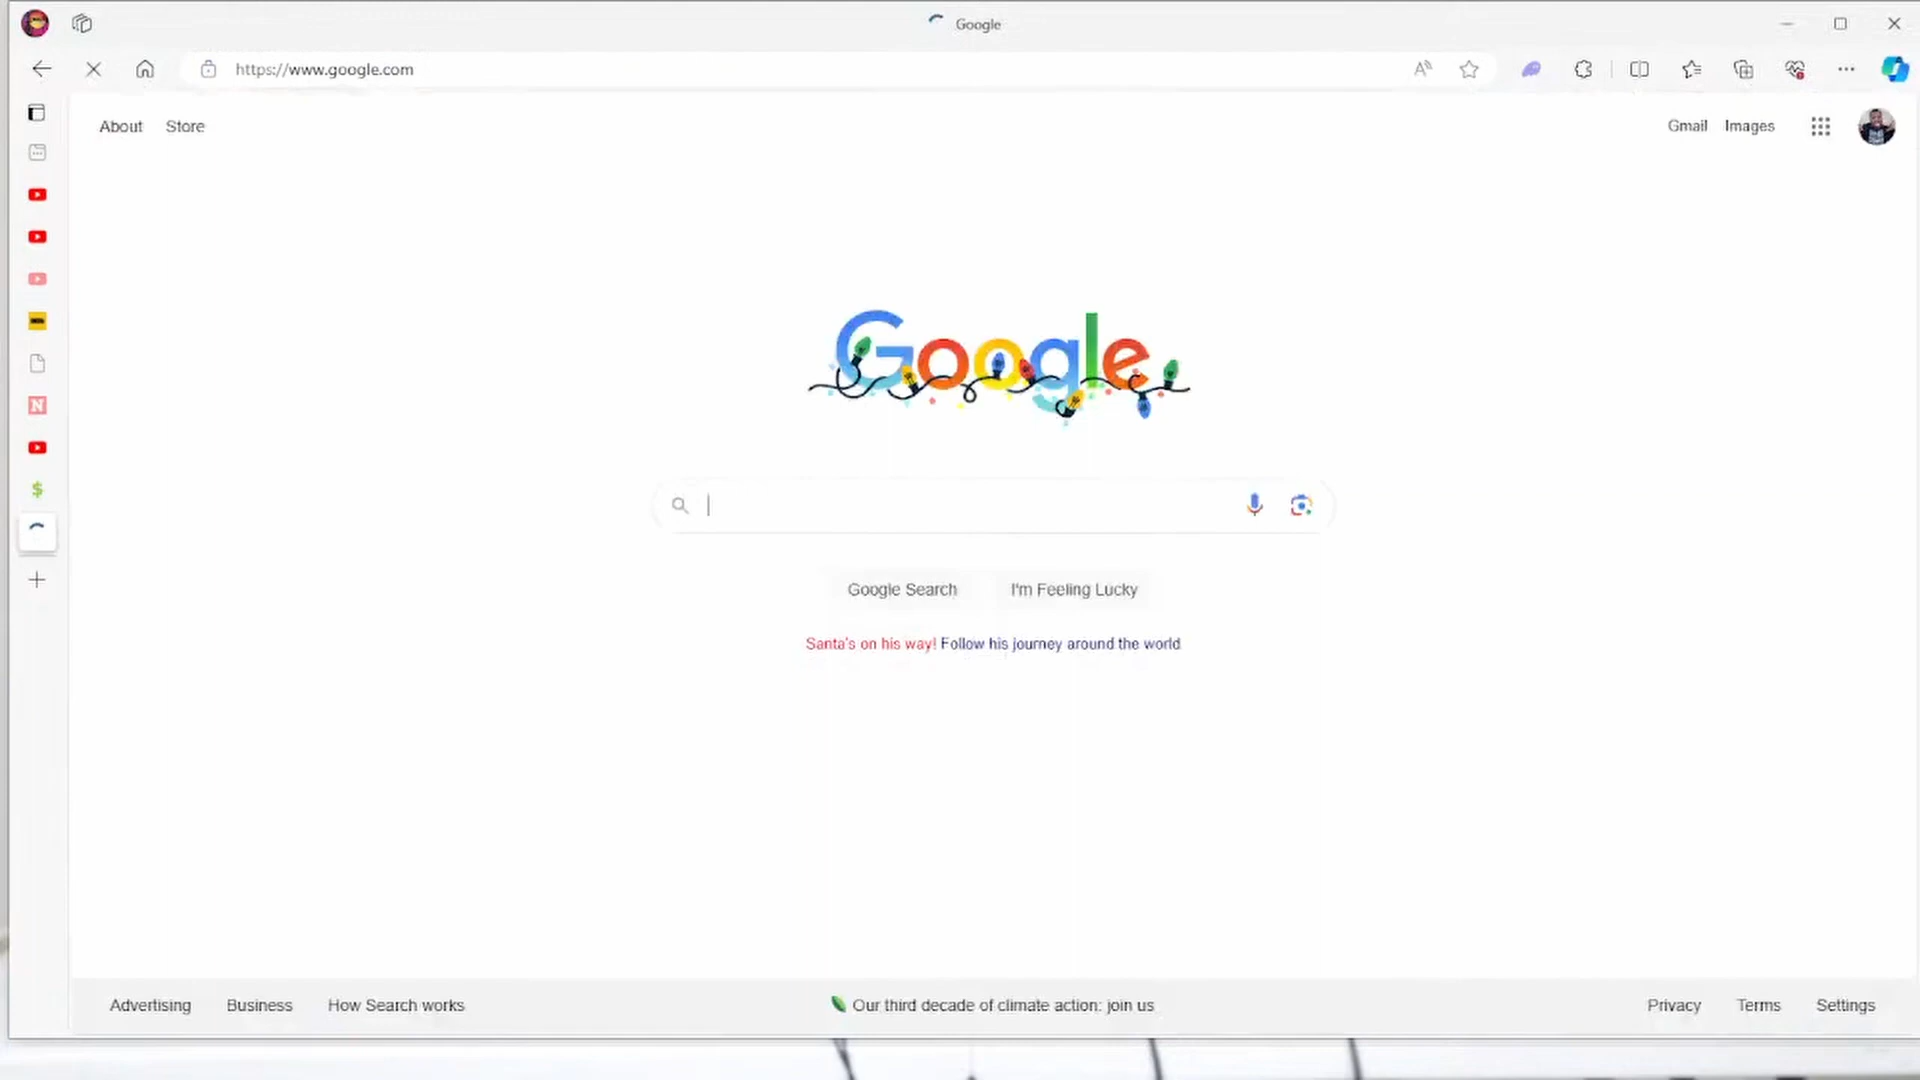 Google
https://www.google.com
About Store
Gmail Images
Google
Google Search I'm Feeling Lucky
Santa's on his way! Follow his journey around the world
Advertising Business How Search works
Our third decade of climate action: join us
Privacy Terms Settings